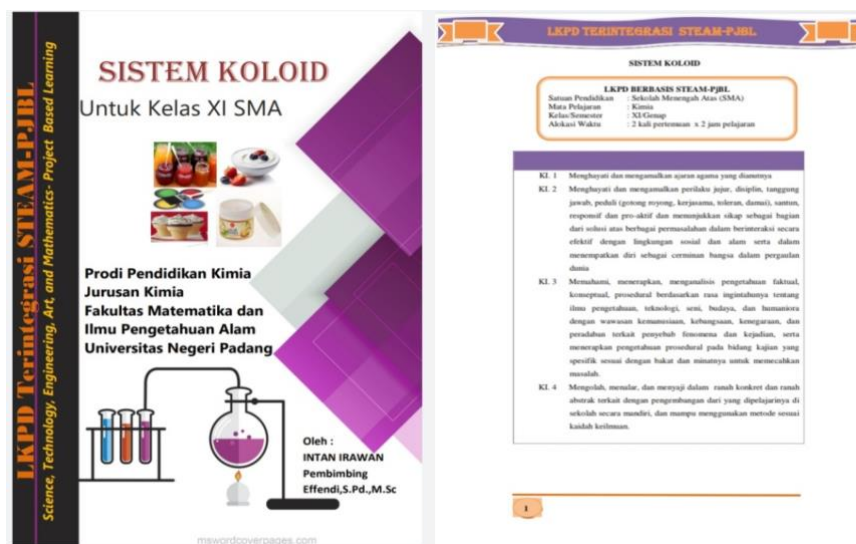 LKPD Terintegrasi STEAM-PJBL
Science, Technology, Engineering, Art, and Mathematics- Project Based Learning
SISTEM KOLOID
Untuk Kelas XI SMA
Prodi Pendidikan Kimia
Jurusan Kimia
Fakultas Matematika dan
Ilmu Pengetahuan Alam
Universitas Negeri Padang
Oleh :
INTAN IRAWAN
Pembimbing
Effendi,S.Pd.,M.Sc
mswordcoverpages.com
LKPD TERINTEGRASI STEAM-PJBL
SISTEM KOLOID
LKPD BERBASIS STEAM-PjBL
Satuan Pendidikan : Sekolah Menengah Atas (SMA)
Mata Pelajaran : Kimia
Kelas/Semester : XI/Genap
Alokasi Waktu : 2 kali pertemuan x 2 jam pelajaran
KI. 1 Menghayati dan mengamalkan ajaran agama yang dianutnya
KI. 2 Menghayati dan mengamalkan perilaku jujur, disiplin, tanggung
jawab, peduli (gotong royong, kerjasama, toleran, damai), santun,
responsif dan pro-aktif dan menunjukkan sikap sebagai bagian
dari solusi atas berbagai permasalahan dalam berinteraksi secara
efektif dengan lingkungan sosial dan alam serta dalam
menempatkan diri sebagai cerminan bangsa dalam pergaulan
dunia
KI. 3 Memahami, menerapkan, menganalisis pengetahuan faktual,
konseptual, prosedural berdasarkan rasa ingintahunya tentang
ilmu pengetahuan, teknologi, seni, budaya, dan humaniora
dengan wawasan kemanusiaan, kebangsaan, kenegaraan, dan
peradaban terkait penyebab fenomena dan kejadian, serta
menerapkan pengetahuan prosedural pada bidang kajian yang
spesifik sesuai dengan bakat dan minatnya untuk memecahkan
masalah.
KI. 4 Mengolah, menalar, dan menyaji dalam ranah konkret dan ranah
abstrak terkait dengan pengembangan dari yang dipelajarinya di
sekolah secara mandiri, dan mampu menggunakan metode sesuai
kaidah keilmuan.
1